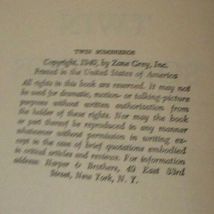 TWIN SOMBREROS
Copyright, 1940, by Zane Grey, Inc.
Printed in the United States of America
All rights in this book are reserved. It may not
be used for dramatic, motion- or talking-picture
purposes without written authorization from
the holder of these rights. Nor may the book
or part thereof be reproduced in any manner
whatsoever without permission in writing ex-
cept in the case of brief quotations embodied
in critical articles and reviews. For information
address Harper & Brothers, 49 East 33rd
Street, New York, N. Y.